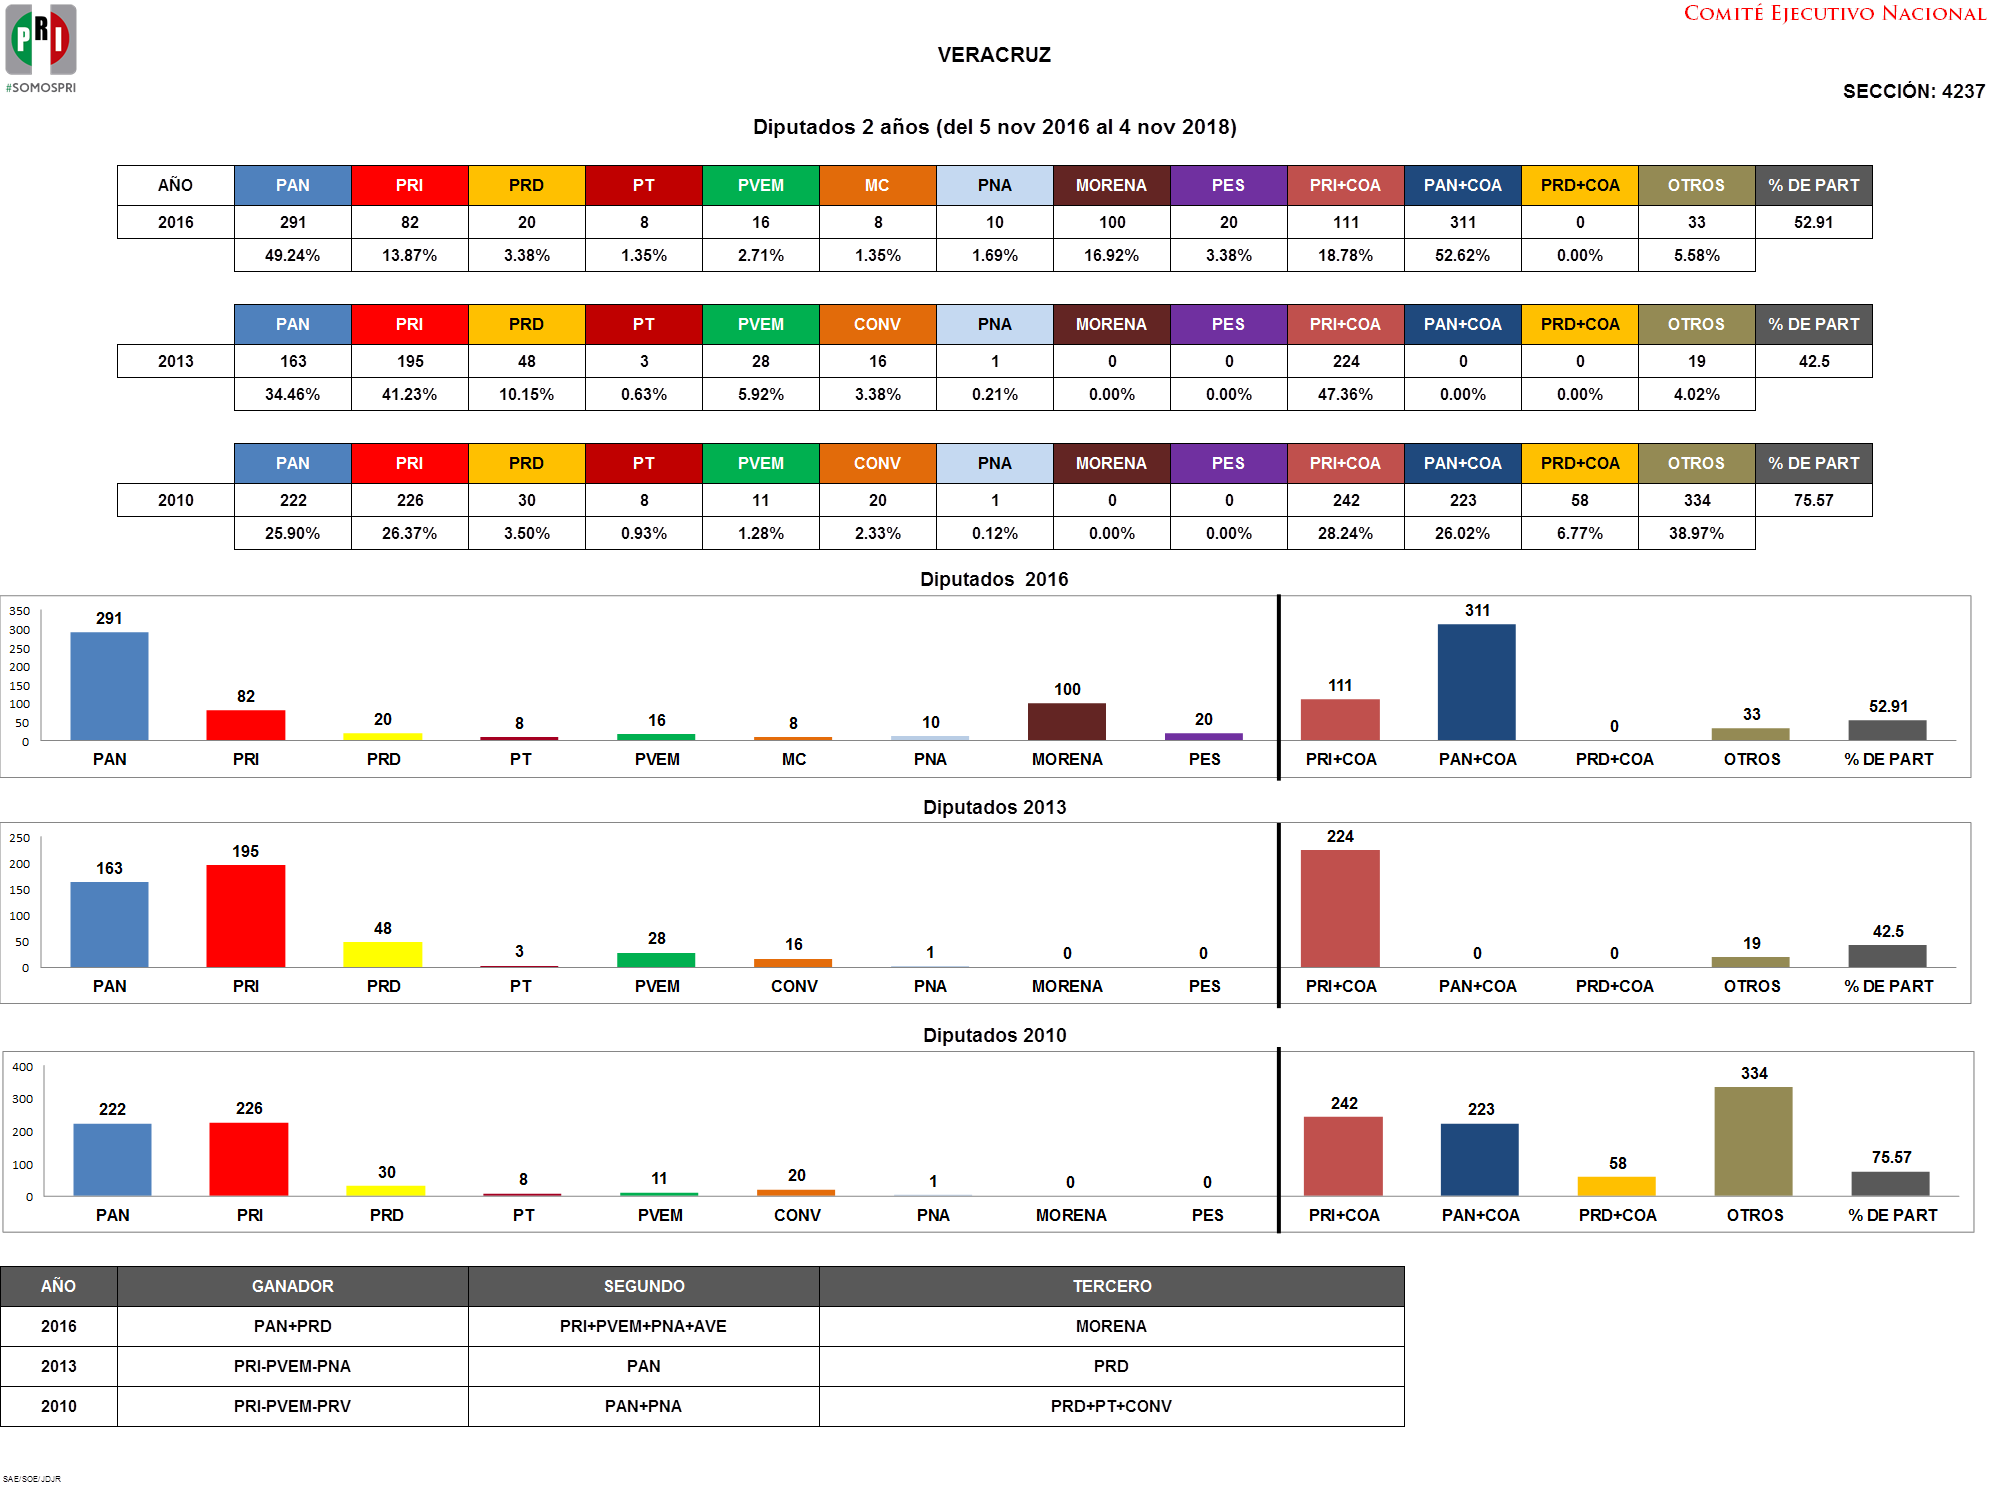 COMITÉ EJECUTIVO NACIONAL
PRI
#SOMOSPRI
VERACRUZ
SECCIÓN: 4237
Diputados 2 años (del 5 nov 2016 al 4 nov 2018)
AÑO PAN PRI PRD PT PVEM MC PNA MORENA PES PRI+COA PAN+COA PRD+COA OTROS % DE PART
2016 291 82 20 8 16 8 10 100 20 111 311 0 33 52.91
49.24% 13.87% 3.38% 1.35% 2.71% 1.35% 1.69% 16.92% 3.38% 18.78% 52.62% 0.00% 5.58%
PAN PRI PRD PT PVEM CONV PNA MORENA PES PRI+COA PAN+COA PRD+COA OTROS % DE PART
2013 163 195 48 3 28 16 1 0 0 224 0 0 19 42.5
34.46% 41.23% 10.15% 0.63% 5.92% 3.38% 0.21% 0.00% 0.00% 47.36% 0.00% 0.00% 4.02%
PAN PRI PRD PT PVEM CONV PNA MORENA PES PRI+COA PAN+COA PRD+COA OTROS % DE PART
2010 222 226 30 8 11 20 1 0 0 242 223 58 334 75.57
25.90% 26.37% 3.50% 0.93% 1.28% 2.33% 0.12% 0.00% 0.00% 28.24% 26.02% 6.77% 38.97%
Diputados 2016
350
300
250
200
150
100
50
0
291 82 20 8 16 8 10 100 20 111 311 0 33 52.91
PAN PRI PRD PT PVEM MC PNA MORENA PES PRI+COA PAN+COA PRD+COA OTROS % DE PART
Diputados 2013
250
200
150
100
50
0
163 195 48 3 28 16 1 0 0 224 0 0 19 42.5
PAN PRI PRD PT PVEM CONV PNA MORENA PES PRI+COA PAN+COA PRD+COA OTROS % DE PART
Diputados 2010
400
300
200
100
0
222 226 30 8 11 20 1 0 0 242 223 58 334 75.57
PAN PRI PRD PT PVEM CONV PNA MORENA PES PRI+COA PAN+COA PRD+COA OTROS % DE PART
AÑO GANADOR SEGUNDO TERCERO
2016 PAN+PRD PRI+PVEM+PNA+AVE MORENA
2013 PRI-PVEM-PNA PAN PRD
2010 PRI-PVEM-PRV PAN+PNA PRD+PT+CONV
SAE/SOE/JDJR